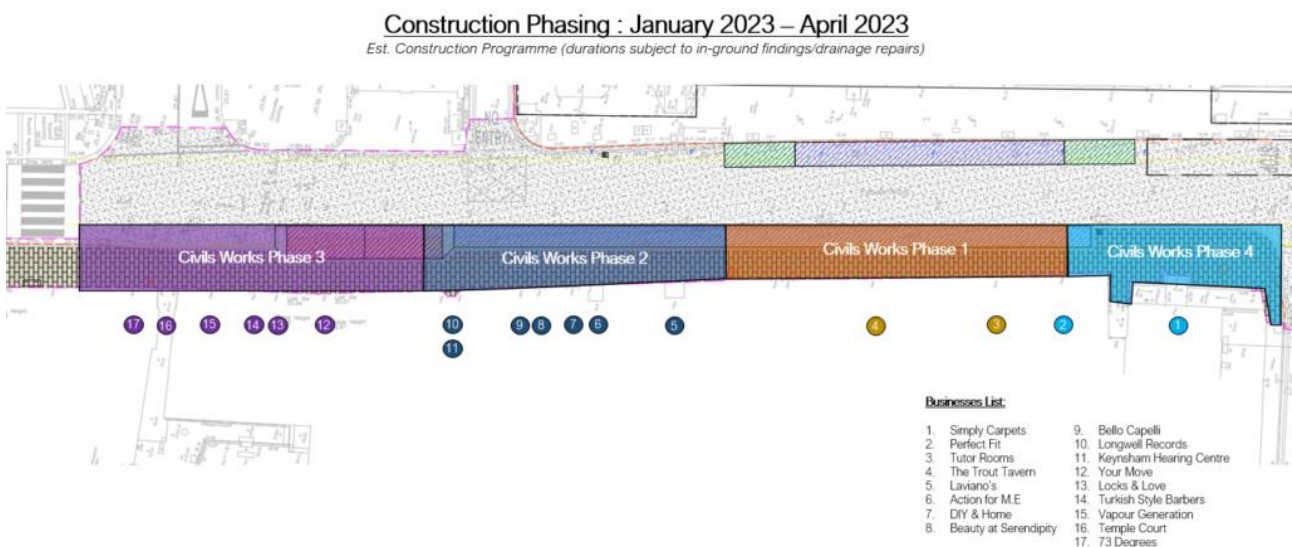 Construction Phasing : January 2023 – April 2023
Est. Construction Programme (durations subject to in-ground findings/drainage repairs)
Civils Works Phase 3
Civils Works Phase 2
Civils Works Phase 1
Civils Works Phase 4
17 16 15 14 13 12 10 9 8 7 6 5 4 3 2 1
11
Businesses List:
1. Simply Carpets
2. Perfect Fit
3. Tutor Rooms
4. The Trout Tavern
5. Laviano's
6. Action for M.E
7. DIY & Home
8. Beauty at Serendipity
9. Bello Capelli
10. Longwell Records
11. Keynsham Hearing Centre
12. Your Move
13. Locks & Love
14. Turkish Style Barbers
15. Vapour Generation
16. Temple Court
17. 73 Degrees